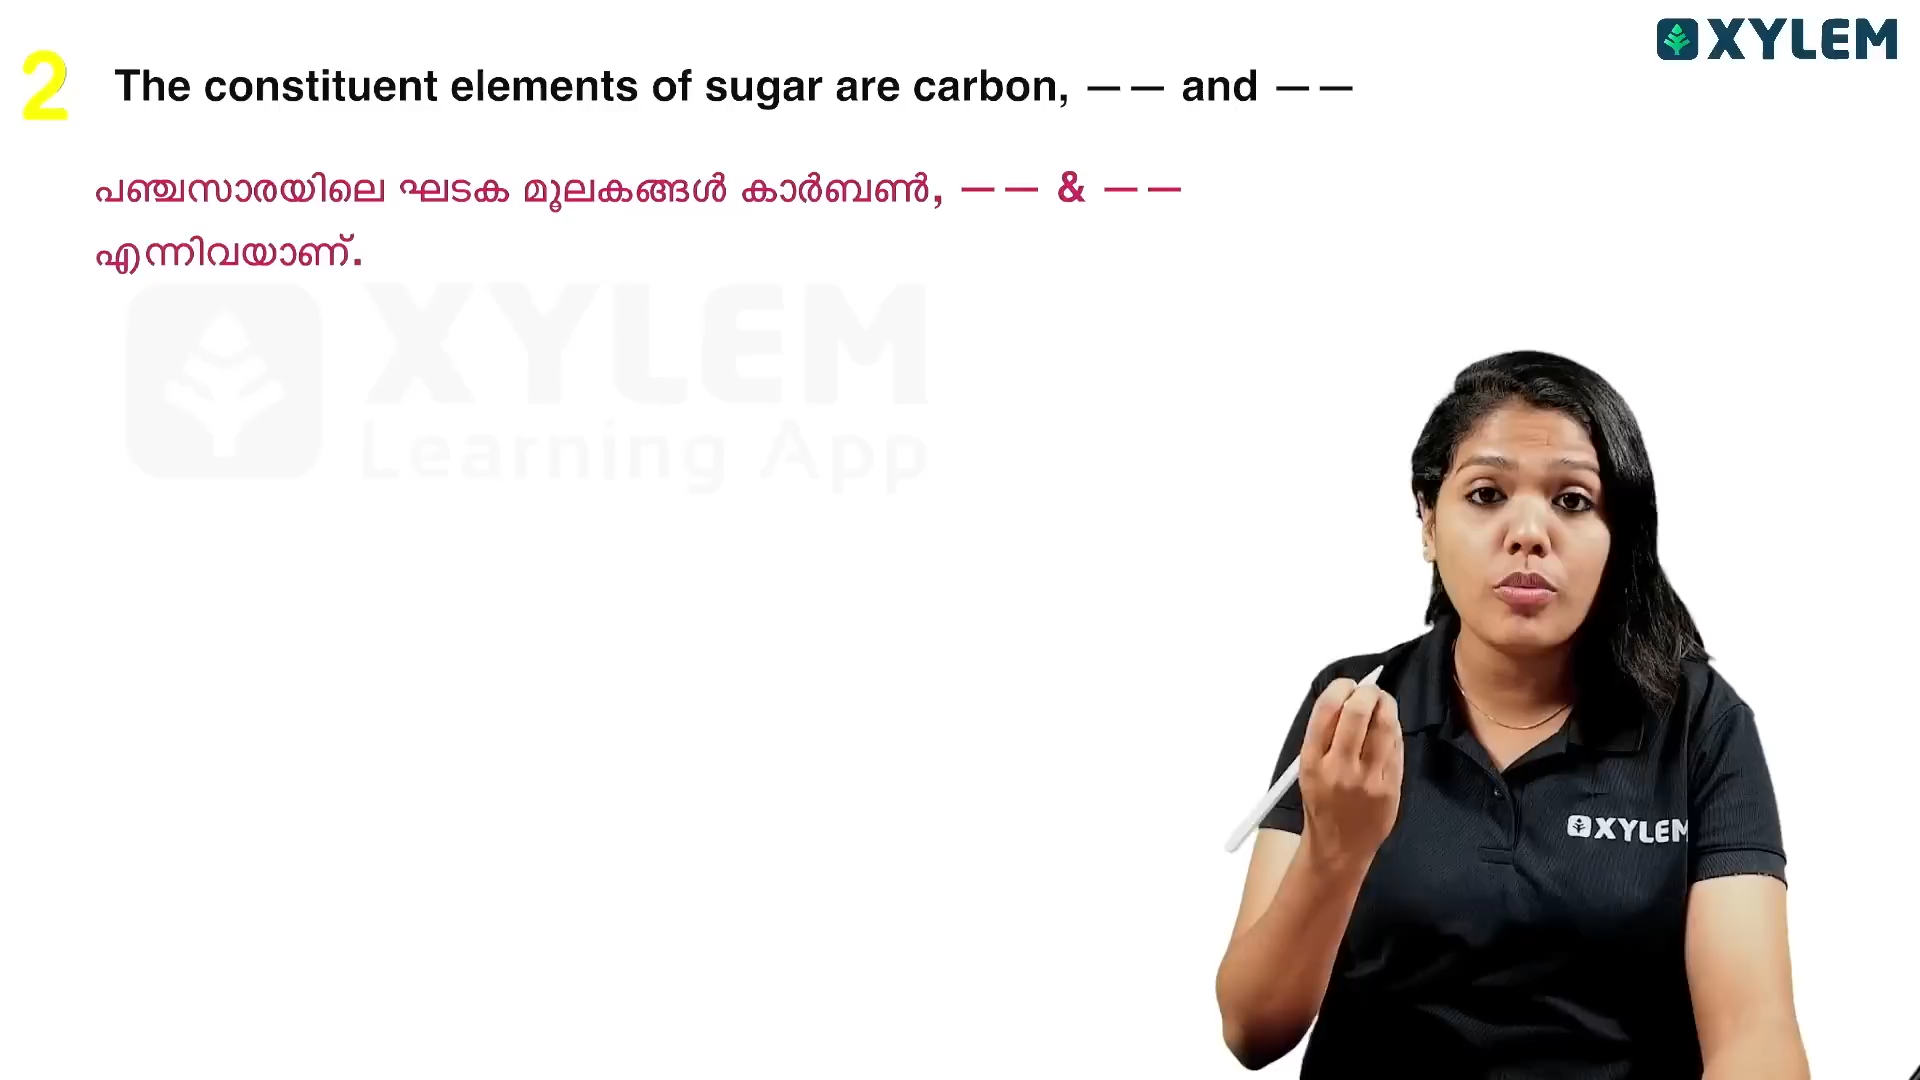 XYLEM
2 The constituent elements of sugar are carbon, —— and ——
പഞ്ചസാരയിലെ ഘടക മൂലകങ്ങൾ കാർബൺ, —— & ——
എന്നിവയാണ്.
XYLEM
Learning App
XYLEM